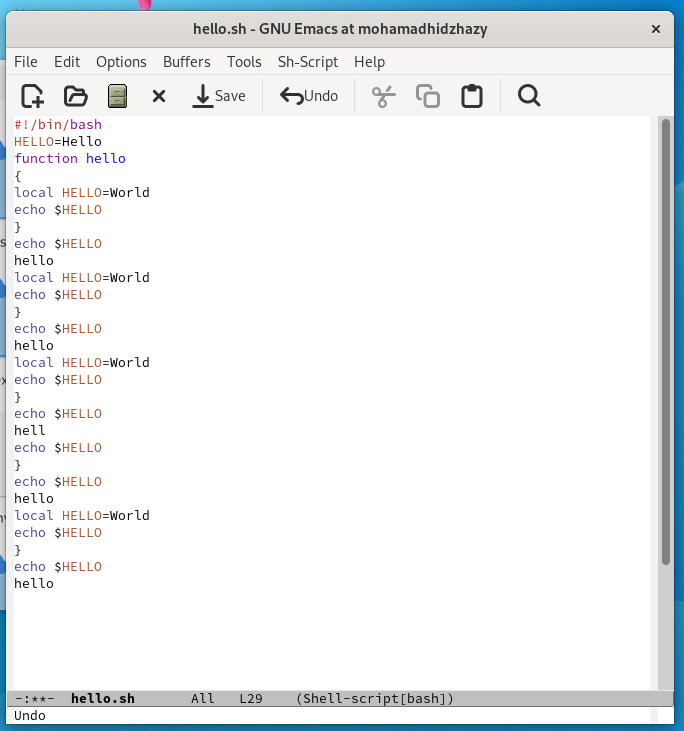 hello.sh - GNU Emacs at mohamadhidzhazy ×
File Edit Options Buffers Tools Sh-Script Help
Save Undo
#!/bin/bash
HELLO=Hello
function hello
{
local HELLO=World
echo $HELLO
}
echo $HELLO
hello
local HELLO=World
echo $HELLO
}
echo $HELLO
hello
local HELLO=World
echo $HELLO
}
echo $HELLO
hell
echo $HELLO
}
echo $HELLO
hello
local HELLO=World
echo $HELLO
}
echo $HELLO
hello
-:**- hello.sh All L29 (Shell-script[bash])
Undo